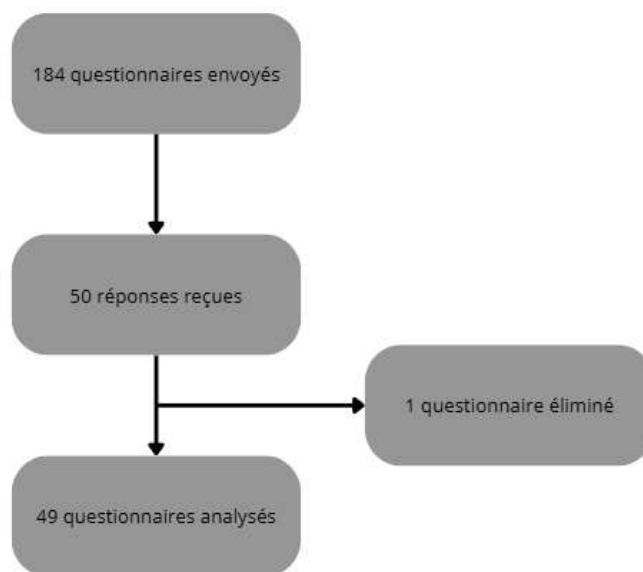 184 questionnaires envoyés
50 réponses reçues
1 questionnaire éliminé
49 questionnaires analysés